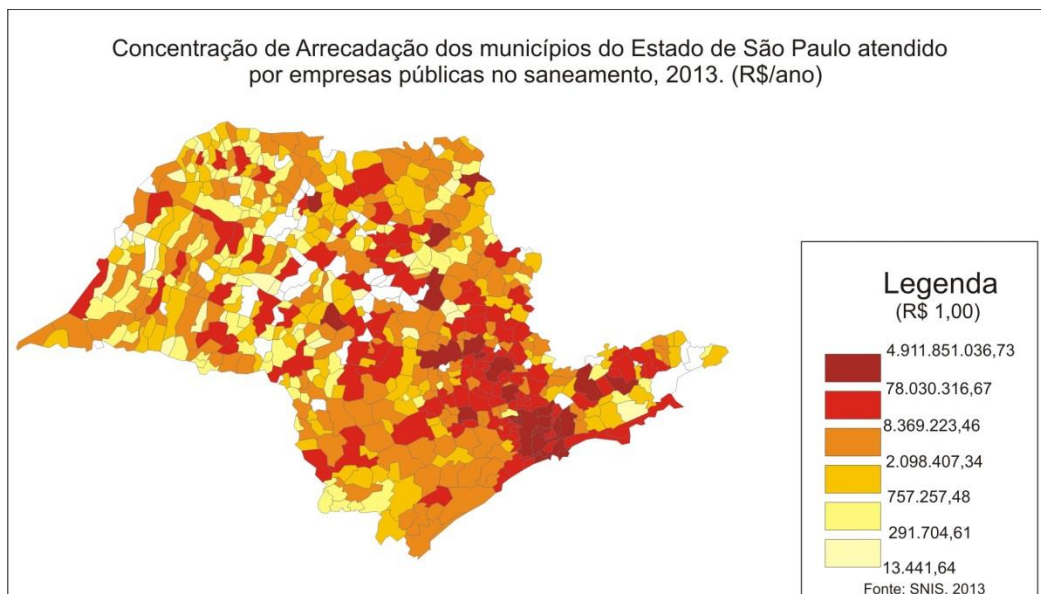 Concentração de Arrecadação dos municípios do Estado de São Paulo atendido
por empresas públicas no saneamento, 2013. (R$/ano)
Legenda
(R$ 1,00)
4.911.851.036,73
78.030.316,67
8.369.223,46
2.098.407,34
757.257,48
291.704,61
13.441,64
Fonte: SNIS, 2013